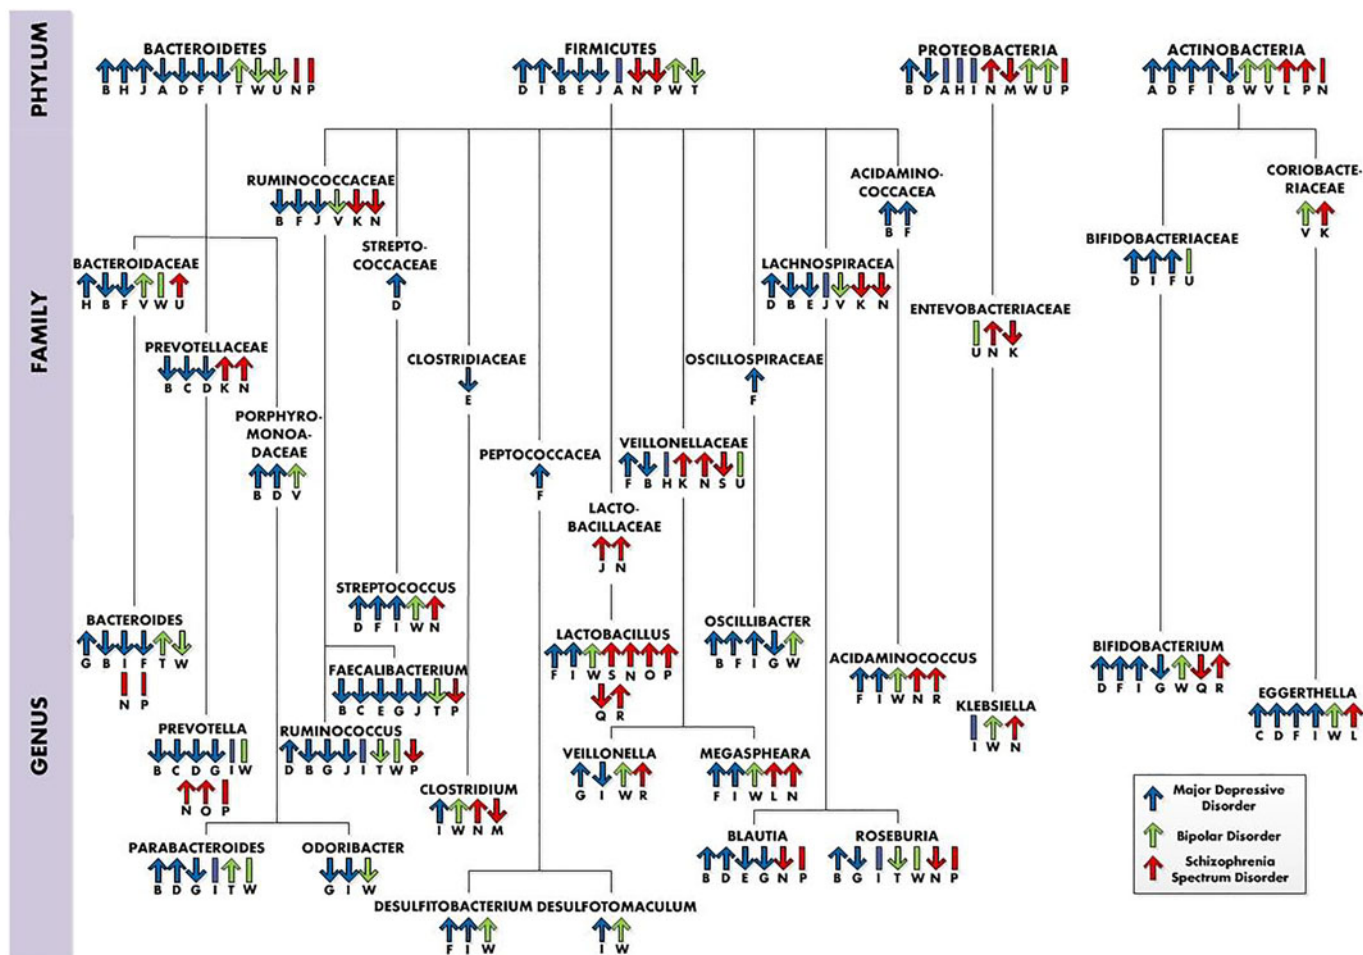 PHYLUM
BACTEROIDETES
B H J A D F I T W U N P
FIRMICUTES
D I B E J A N P W T
PROTEOBACTERIA
B D A H I N M W U P
ACTINOBACTERIA
A D F I B W V L P N
FAMILY
RUMINOCOCCACEAE
B F J V K N
ACIDAMINO-
COCCACEA
B F
CORIOBACTE-
RIACEAE
V K
STREPTO-
COCCACEAE
D
BIFIDOBACTERIACEAE
D I F U
BACTEROIDACEAE
H B F V W U
LACHNOSPIRACEA
D B E J V K N
ENTEVOBACTERIACEAE
U N K
PREVOTELLACEAE
B C D K N
CLOSTRIDIACEAE
E
OSCILLOSPIRACEAE
F
PORPHYRO-
MONOA-
DACEAE
B D V
PEPTOCOCCACEA
F
VEILLONELLACEAE
F B H K N S U
LACTO-
BACILLACEAE
J N
GENUS
STREPTOCOCCUS
D F I W N
BACTEROIDES
G B I F T W
N P
LACTOBACILLUS
F I W S N O P
Q R
OSCILLIBACTER
B F I G W
BIFIDOBACTERIUM
D F I G W Q R
FAECALIBACTERIUM
B C E G J T P
ACIDAMINOCOCCUS
F I W N R
EGGERTHELLA
C D F I W L
KLEBSIELLA
I W N
PREVOTELLA
B C D G I W
N O P
RUMINOCOCCUS
D B G J I T W P
VEILLONELLA
G I W R
MEGASPHEARA
F I W L N
CLOSTRIDIUM
I W N M
PARABACTEROIDES
B D G I T W
ODORIBACTER
G I W
BLAUTIA
B D E G N P
ROSEBURIA
B G I T W N P
DESULFITOBACTERIUM
F I W
DESULFOTOMACULUM
I W
Major Depressive
Disorder
Bipolar Disorder
Schizophrenia
Spectrum Disorder